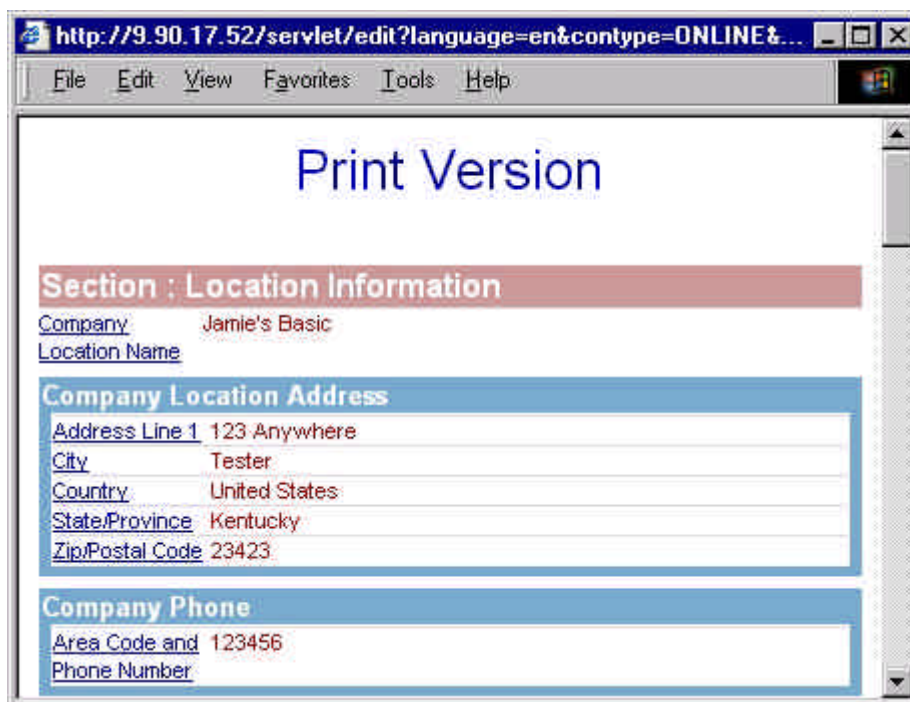 http://9.90.17.52/servlet/edit?language=en&contype=ONLINE&...
File Edit View Favorites Tools Help
Print Version
Section : Location Information
Company Jamie's Basic
Location Name
Company Location Address
Address Line 1 123 Anywhere
City Tester
Country United States
State/Province Kentucky
Zip/Postal Code 23423
Company Phone
Area Code and 123456
Phone Number